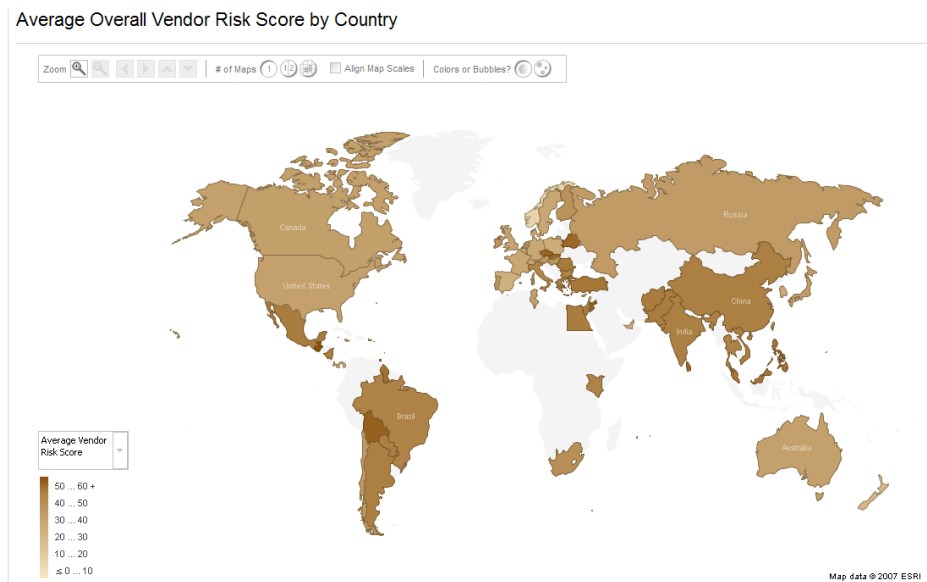 Average Overall Vendor Risk Score by Country
Zoom # of Maps 1 1 2 Align Map Scales Colors or Bubbles?
Russia
Canada
United States
China
India
Brazil
Australia
Average Vendor
Risk Score
50 ... 60 +
40 ... 50
30 ... 40
20 ... 30
10 ... 20
≤ 0 ... 10
Map data © 2007 ESRI